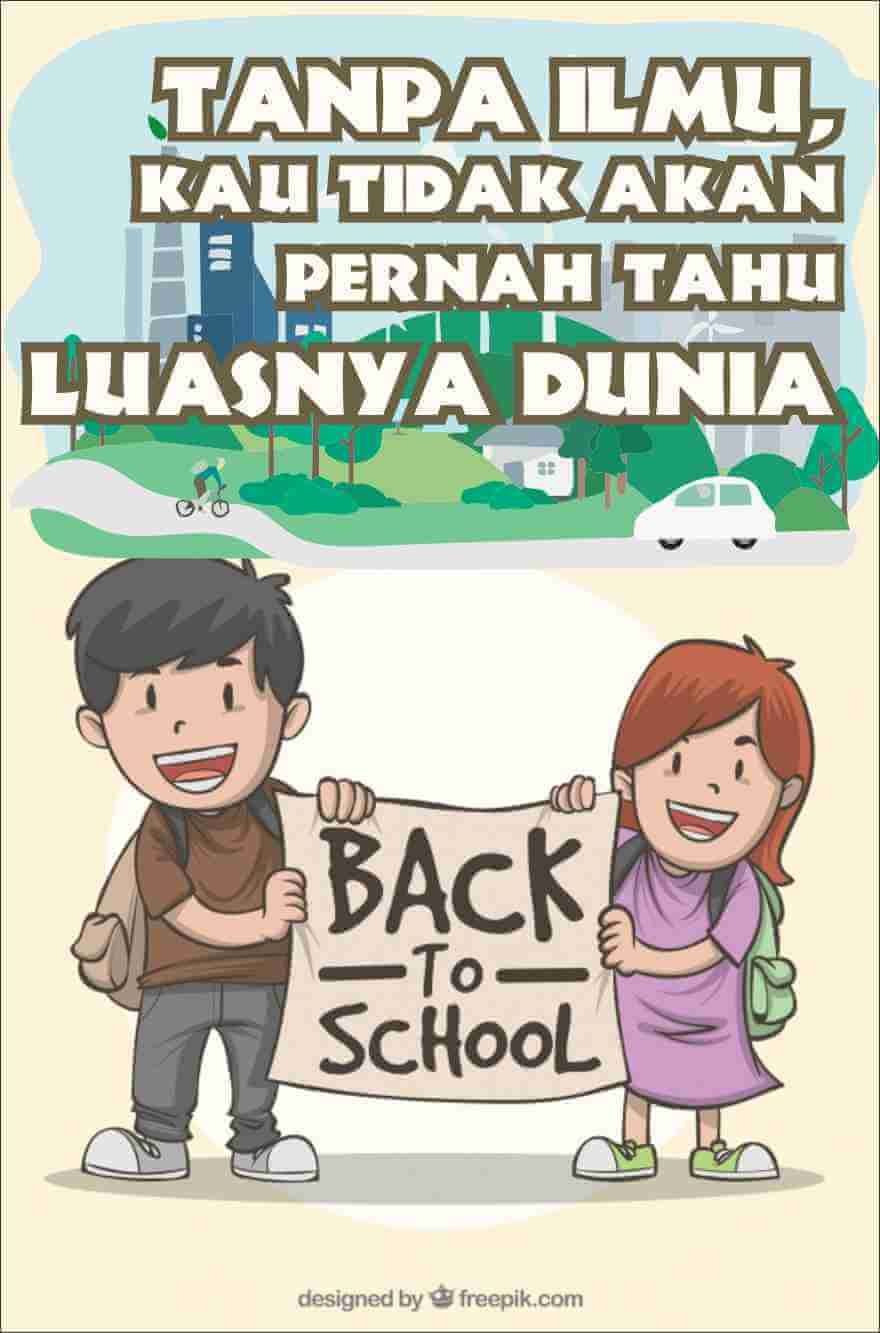 TANPA ILMU,
KAU TIDAK AKAN
PERNAH TAHU
LUASNYA DUNIA
BACK
TO
SCHOOL
designed by freepik.com